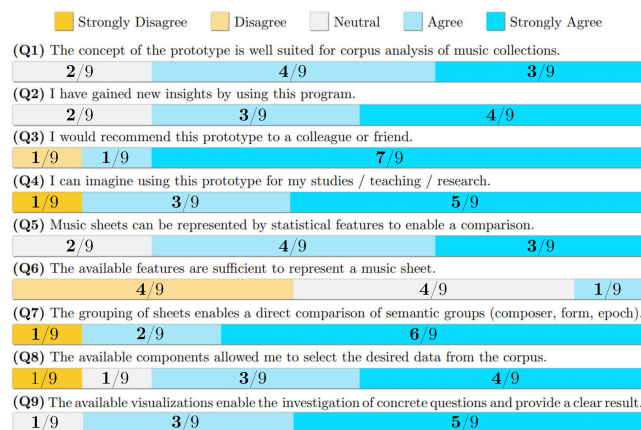 Strongly Disagree Disagree Neutral Agree Strongly Agree
(Q1) The concept of the prototype is well suited for corpus analysis of music collections.
2/9 4/9 3/9
(Q2) I have gained new insights by using this program.
2/9 3/9 4/9
(Q3) I would recommend this prototype to a colleague or friend.
1/9 1/9 7/9
(Q4) I can imagine using this prototype for my studies / teaching / research.
1/9 3/9 5/9
(Q5) Music sheets can be represented by statistical features to enable a comparison.
2/9 4/9 3/9
(Q6) The available features are sufficient to represent a music sheet.
4/9 4/9 1/9
(Q7) The grouping of sheets enables a direct comparison of semantic groups (composer, form, epoch).
1/9 2/9 6/9
(Q8) The available components allowed me to select the desired data from the corpus.
1/9 1/9 3/9 4/9
(Q9) The available visualizations enable the investigation of concrete questions and provide a clear result.
1/9 3/9 5/9